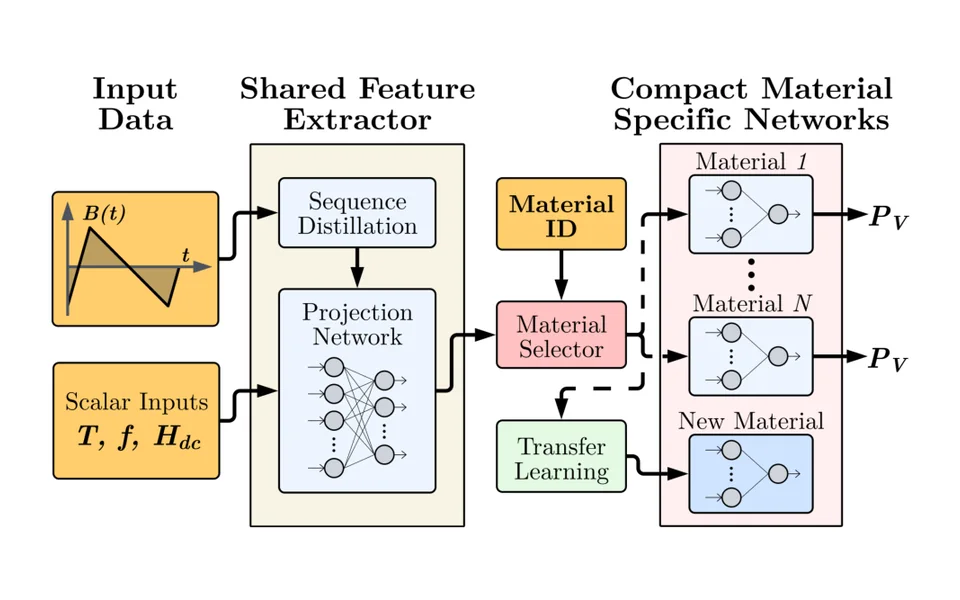 Input
Data
Shared Feature
Extractor
Compact Material
Specific Networks
B(t)
t
Scalar Inputs
T, f, H_dc
Sequence
Distillation
Projection
Network
Material
ID
Material
Selector
Transfer
Learning
Material 1
P_V
Material N
P_V
New Material